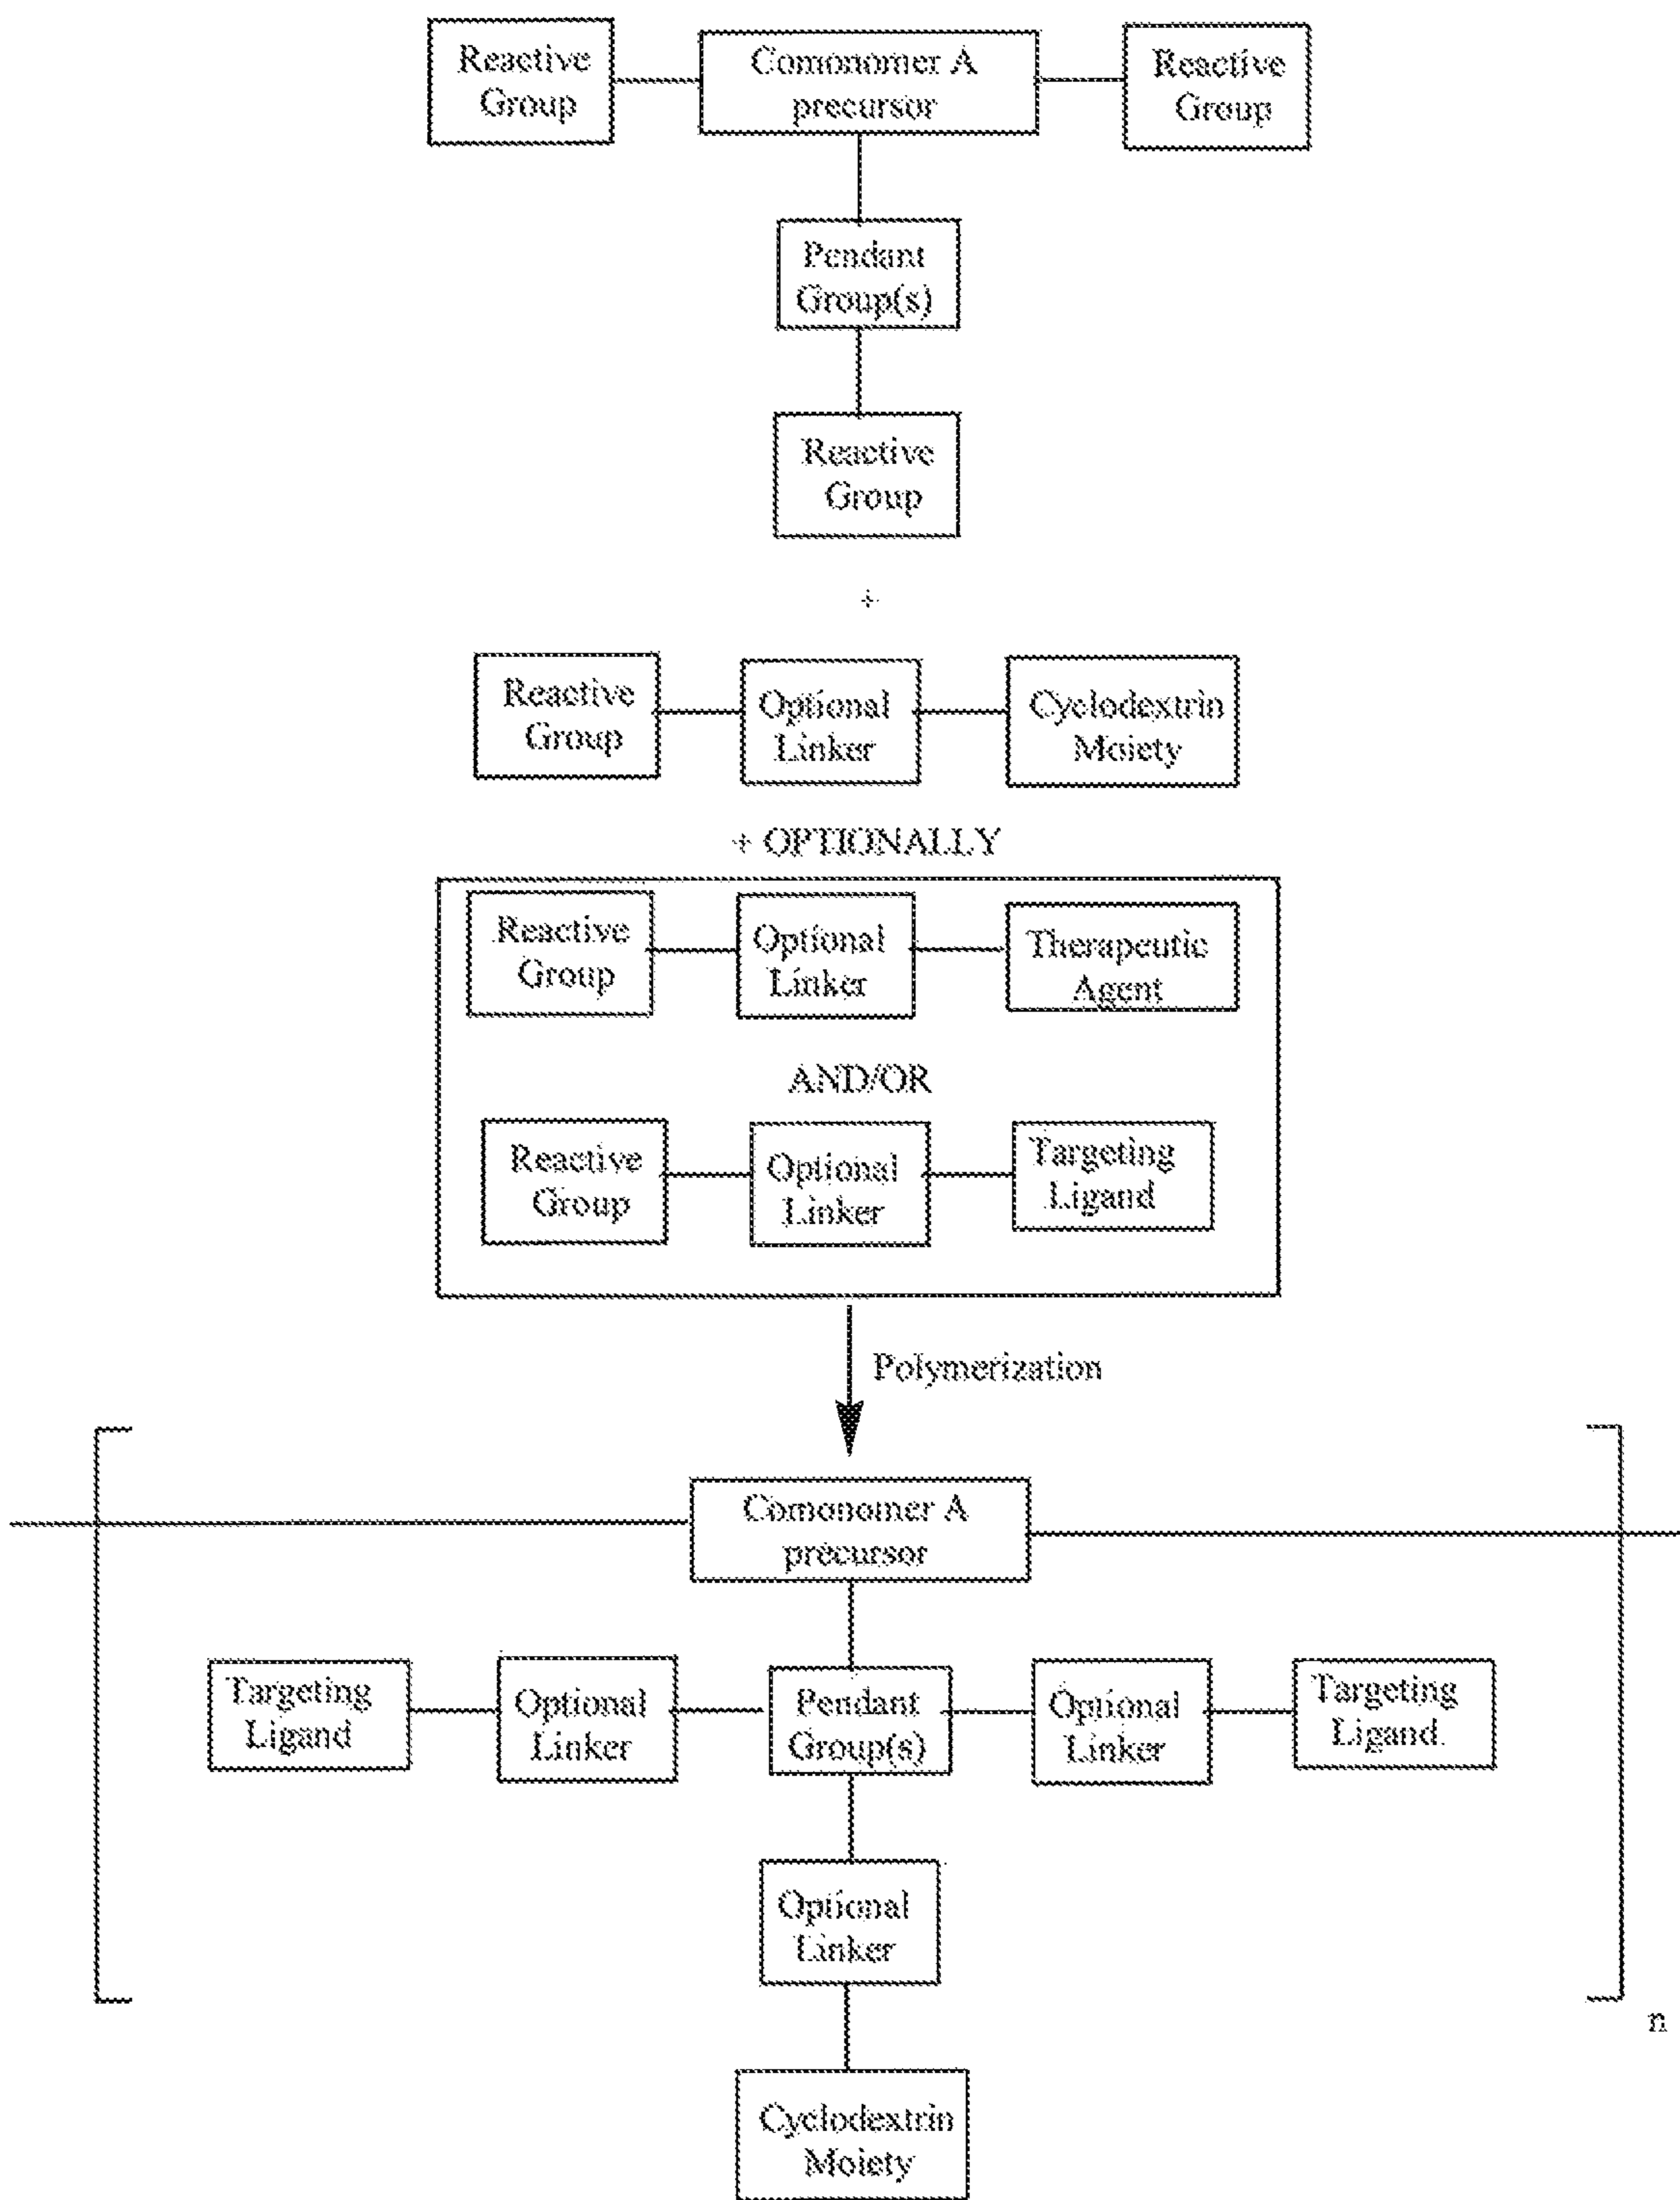 Reactive
Group
Comonomer A
precursor
Reactive
Group
Pendant
Group(s)
Reactive
Group
+
Reactive
Group
Optional
Linker
Cyclodextrin
Moiety
+ OPTIONALLY
Reactive
Group
Optional
Linker
Therapeutic
Agent
AND/OR
Reactive
Group
Optional
Linker
Targeting
Ligand
Polymerization
Comonomer A
precursor
Targeting
Ligand
Optional
Linker
Pendant
Group(s)
Optional
Linker
Targeting
Ligand
Optional
Linker
n
Cyclodextrin
Moiety